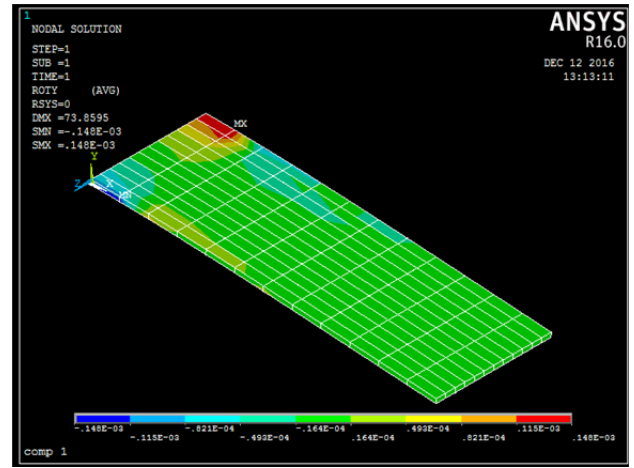 1
NODAL SOLUTION
STEP=1
SUB =1
TIME=1
ROTY (AVG)
RSYS=0
DMX =73.8595
SMN =-.148E-03
SMX =.148E-03
ANSYS
R16.0
DEC 12 2016
13:13:11
MX
Y
Z X
MN
-.148E-03 -.821E-04 -.164E-04 .493E-04 .115E-03
-.115E-03 -.493E-04 .164E-04 .821E-04 .148E-03
comp 1